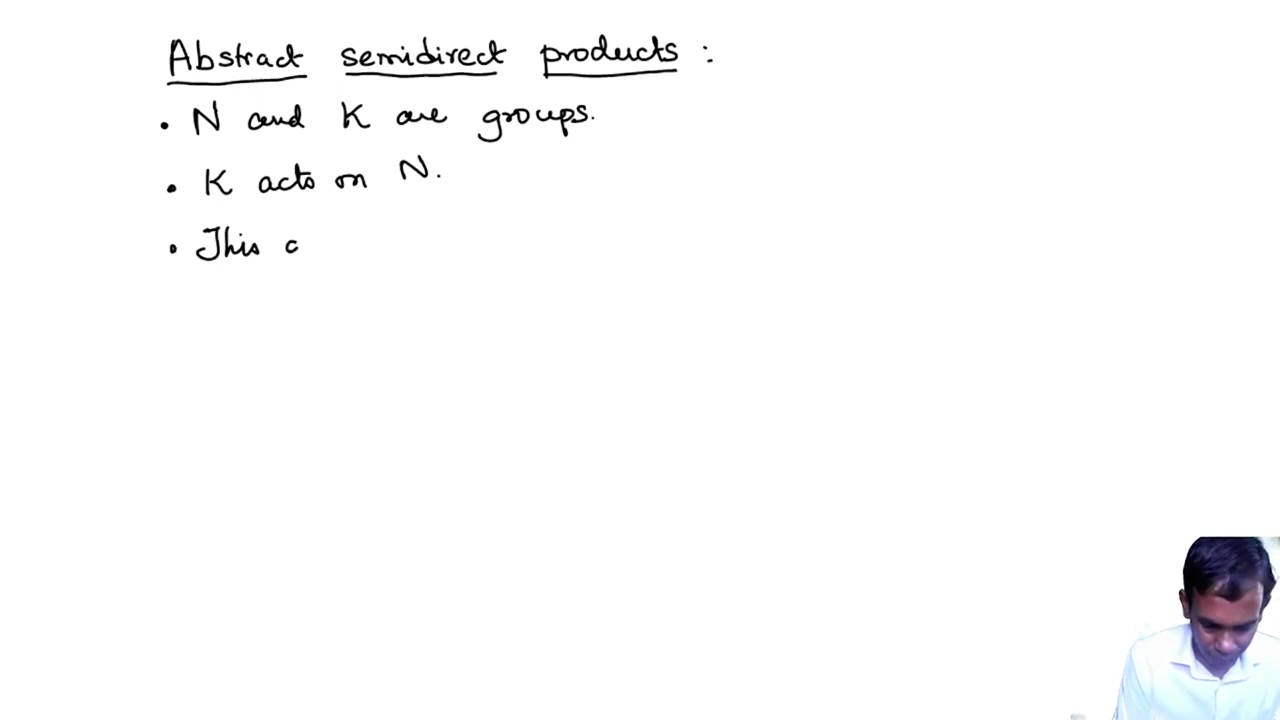 Abstract semidirect products :
• N and K are groups.
• K acts on N.
• This a